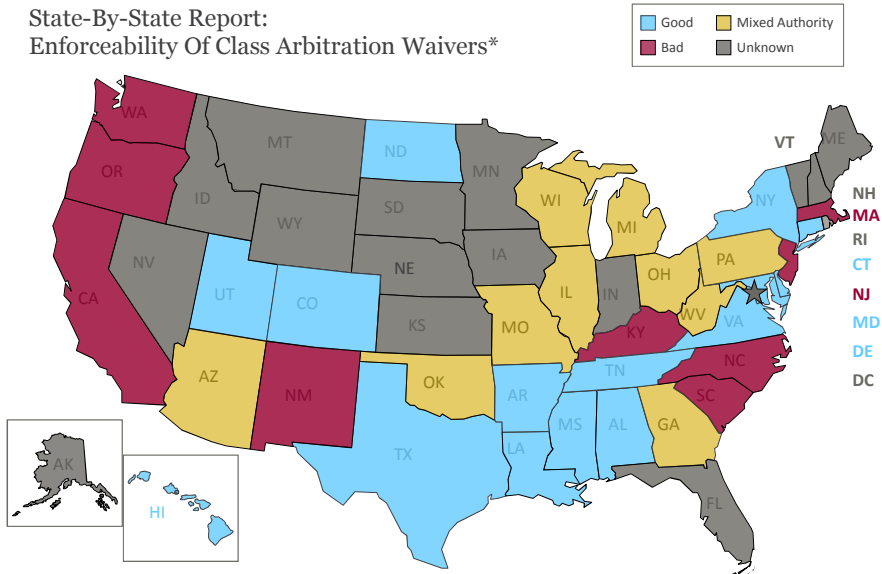 State-By-State Report:
Enforceability Of Class Arbitration Waivers*
Good
Mixed Authority
Bad
Unknown
WA
MT
ND
MN
VT
ME
OR
ID
SD
WI
MI
NY
NH
MA
WY
RI
NV
NE
IA
PA
CT
UT
CO
IL
IN
OH
NJ
CA
KS
MO
WV
VA
MD
KY
DE
AZ
NM
OK
TN
NC
DC
AR
SC
TX
LA
MS
AL
GA
AK
HI
FL